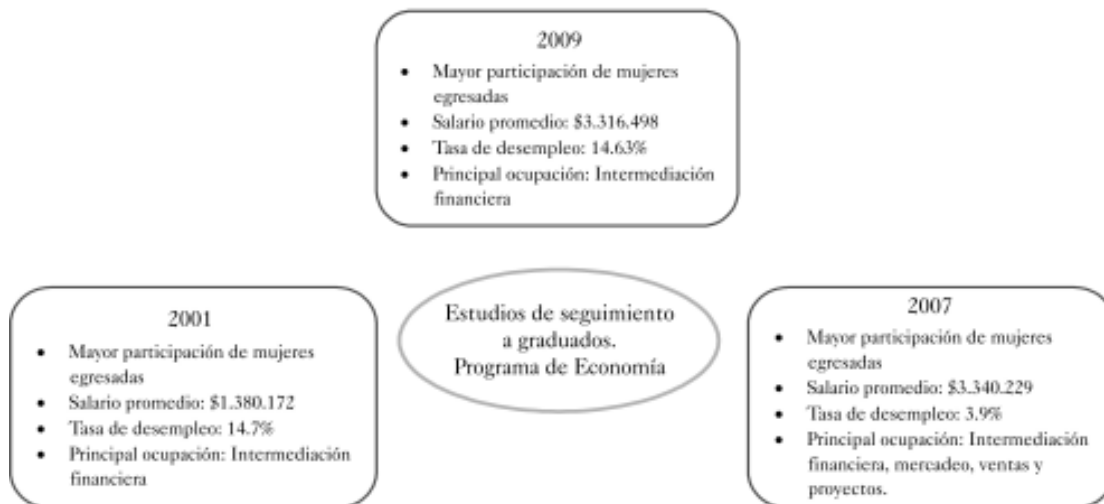 2009
• Mayor participación de mujeres
egresadas
• Salario promedio: $3.316.498
• Tasa de desempleo: 14.63%
• Principal ocupación: Intermediación
financiera
Estudios de seguimiento
a graduados.
Programa de Economía
2001
• Mayor participación de mujeres
egresadas
• Salario promedio: $1.380.172
• Tasa de desempleo: 14.7%
• Principal ocupación: Intermediación
financiera
2007
• Mayor participación de mujeres
egresadas
• Salario promedio: $3.340.229
• Tasa de desempleo: 3.9%
• Principal ocupación: Intermediación
financiera, mercadeo, ventas y
proyectos.